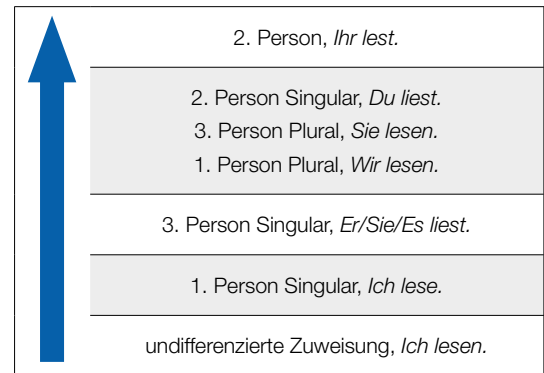 2. Person, Ihr lest.
2. Person Singular, Du liest.
3. Person Plural, Sie lesen.
1. Person Plural, Wir lesen.
3. Person Singular, Er/Sie/Es liest.
1. Person Singular, Ich lese.
undifferenzierte Zuweisung, Ich lesen.